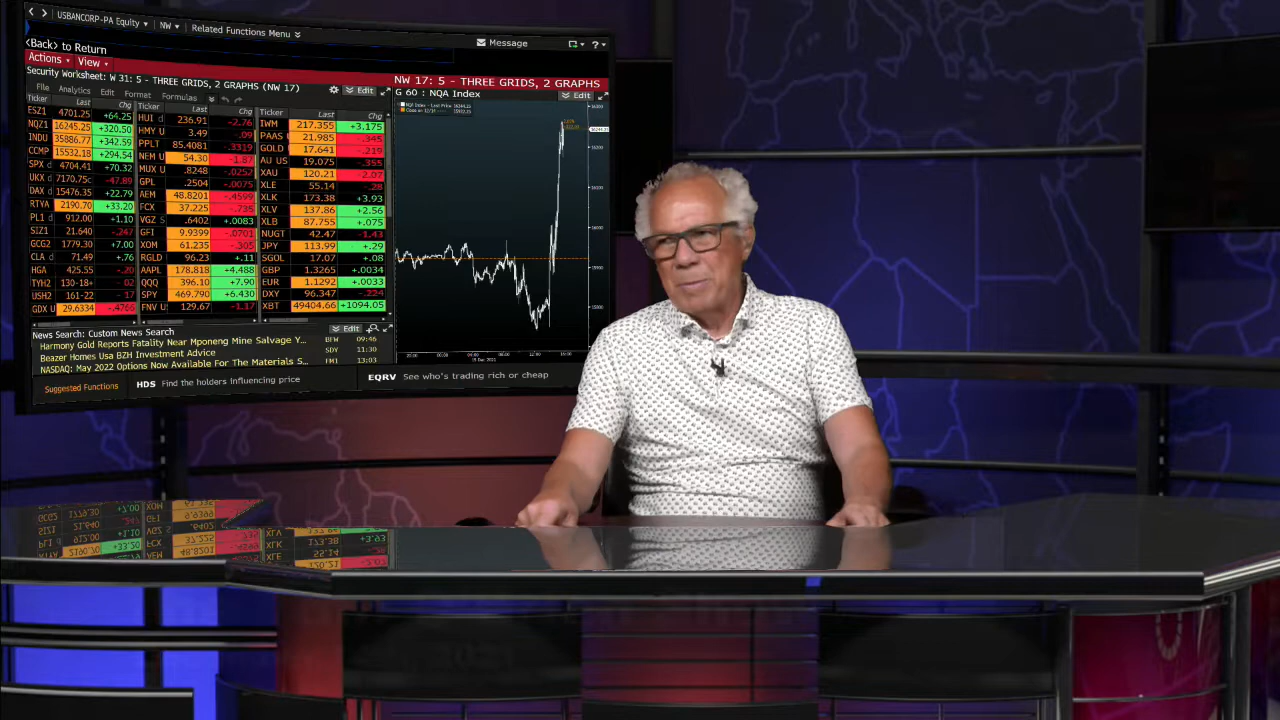 USBANCORP-PA Equity NW Related Functions Menu
Message
<Back> to Return
Actions View
Security Worksheet: W 31: 5 - THREE GRIDS, 2 GRAPHS (NW 17)
Edit
NW 17: 5 - THREE GRIDS, 2 GRAPHS
G 60 : NQA Index
Edit
File Analytics Edit Format Formulas
Ticker Last Chg
ESZ1 4701.25 +64.25
NQZ1 16245.25 +320.50
INDU 35886.77 +342.59
CCMP 15532.18 +294.54
SPX d 4704.41 +70.32
UKX d 7170.75c -47.89
DAX d 15476.35 +22.79
RTYA 2190.70 +33.20
PL1 d 912.00 +1.10
SIZ1 21.640 -.247
GCG2 1779.30 +7.00
CLA d 71.49 +.76
HGA 425.55 -.20
TYH2 130-18+ - 02
USH2 161-22 - 17
GDX U 29.6334 -.4766
Ticker Last Chg
HUI d 236.91 -2.76
HMY U 3.49 -.09
PPLT 85.4081 -.3319
NEM U 54.30 -1.87
MUX U .8248 -.0252
GPL .2504 -.0075
AEM 48.8201 -.4599
FCX 37.225 -.735
VGZ S .6402 +.0083
GFI 9.9399 -.0701
XOM 61.235 -.305
RGLD 96.23 +.11
AAPL 178.818 +4.488
QQQ 396.10 +7.90
SPY 469.790 +6.430
FNV U 129.67 -1.17
Ticker Last Chg
IWM 217.355 +3.175
PAAS U 21.985 -.345
GOLD 17.641 -.219
AU US 19.075 -.355
XAU 120.21 -2.07
XLE 55.14 -.28
XLK 173.38 +3.93
XLV 137.86 +2.56
XLB 87.755 +.075
NUGT 42.47 -1.43
JPY 113.99 +.29
SGOL 17.07 +.08
GBP 1.3265 +.0034
EUR 1.1292 +.0033
DXY 96.347 -.224
XBT 49404.66 +1094.05
News Search: Custom News Search
Edit
Harmony Gold Reports Fatality Near Mponeng Mine Salvage Y... BFW 09:46
Beazer Homes Usa BZH Investment Advice SDY 11:30
NASDAQ: May 2022 Options Now Available For The Materials S... FM1 13:03
Suggested Functions HDS Find the holders influencing price EQRV See who's trading rich or cheap